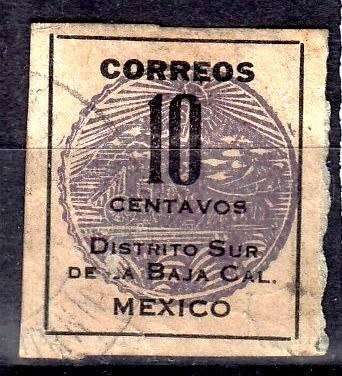 CORREOS
10
CENTAVOS
DISTRITO SUR
DE LA BAJA CAL.
MEXICO